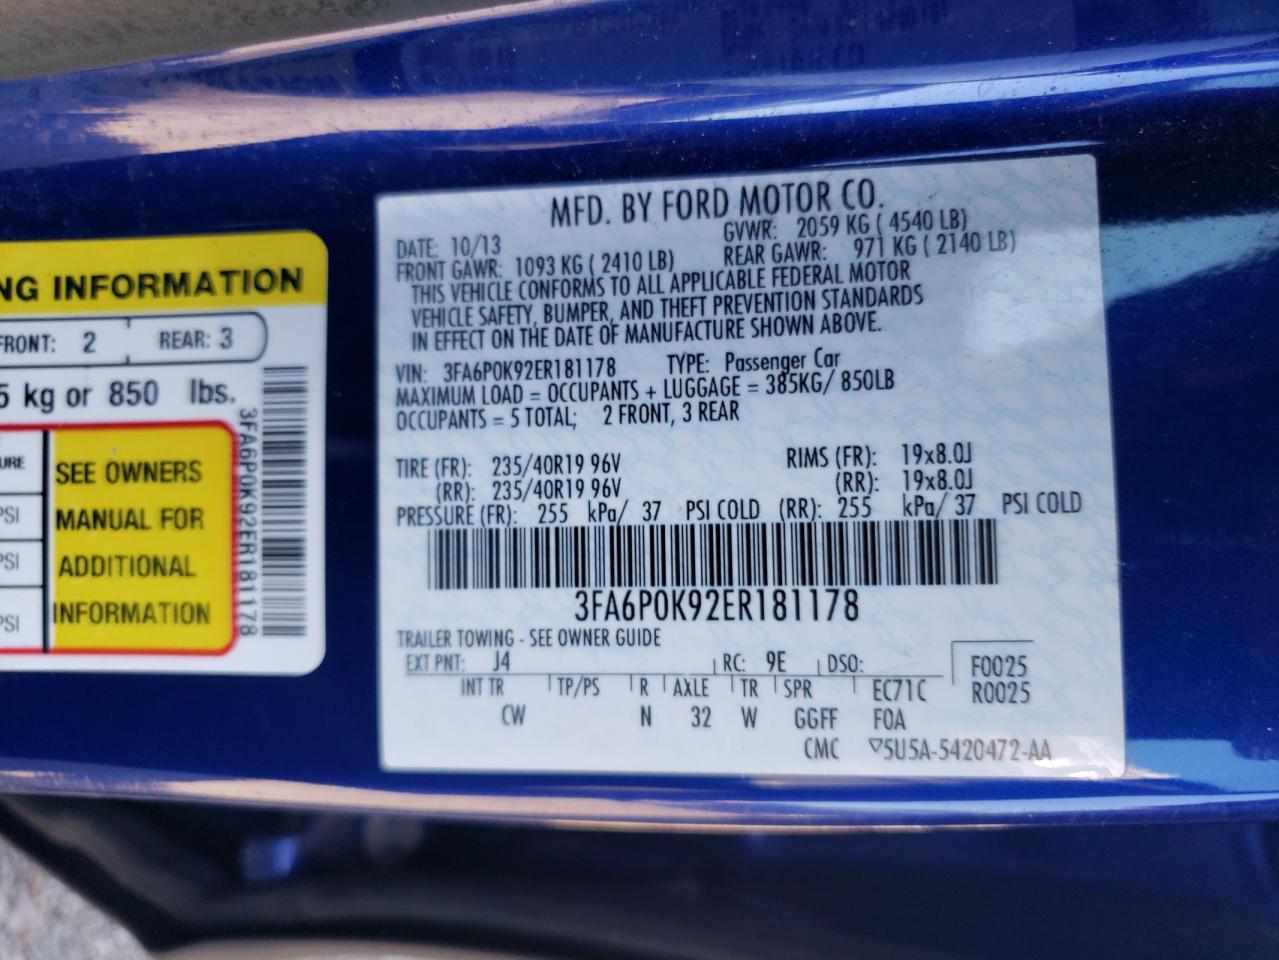 MFD. BY FORD MOTOR CO.
DATE: 10/13 GVWR: 2059 KG ( 4540 LB)
FRONT GAWR: 1093 KG ( 2410 LB) REAR GAWR: 971 KG ( 2140 LB)
THIS VEHICLE CONFORMS TO ALL APPLICABLE FEDERAL MOTOR
VEHICLE SAFETY, BUMPER, AND THEFT PREVENTION STANDARDS
IN EFFECT ON THE DATE OF MANUFACTURE SHOWN ABOVE.
VIN: 3FA6P0K92ER181178 TYPE: Passenger Car
MAXIMUM LOAD = OCCUPANTS + LUGGAGE = 385KG/ 850LB
OCCUPANTS = 5 TOTAL; 2 FRONT, 3 REAR
TIRE (FR): 235/40R19 96V RIMS (FR): 19x8.0J
(RR): 235/40R19 96V (RR): 19x8.0J
PRESSURE (FR): 255 kPa/ 37 PSI COLD (RR): 255 kPa/ 37 PSI COLD
3FA6P0K92ER181178
TRAILER TOWING - SEE OWNER GUIDE
EXT PNT: J4 RC: 9E DSO: F0025
INT TR TP/PS R AXLE TR SPR EC71C R0025
CW N 32 W GGFF FOA
CMC ▽5U5A-5420472-AA
NG INFORMATION
FRONT: 2 REAR: 3
5 kg or 850 lbs.
URE
PSI
PSI
PSI
SEE OWNERS
MANUAL FOR
ADDITIONAL
INFORMATION
3FA6P0K92ER181178